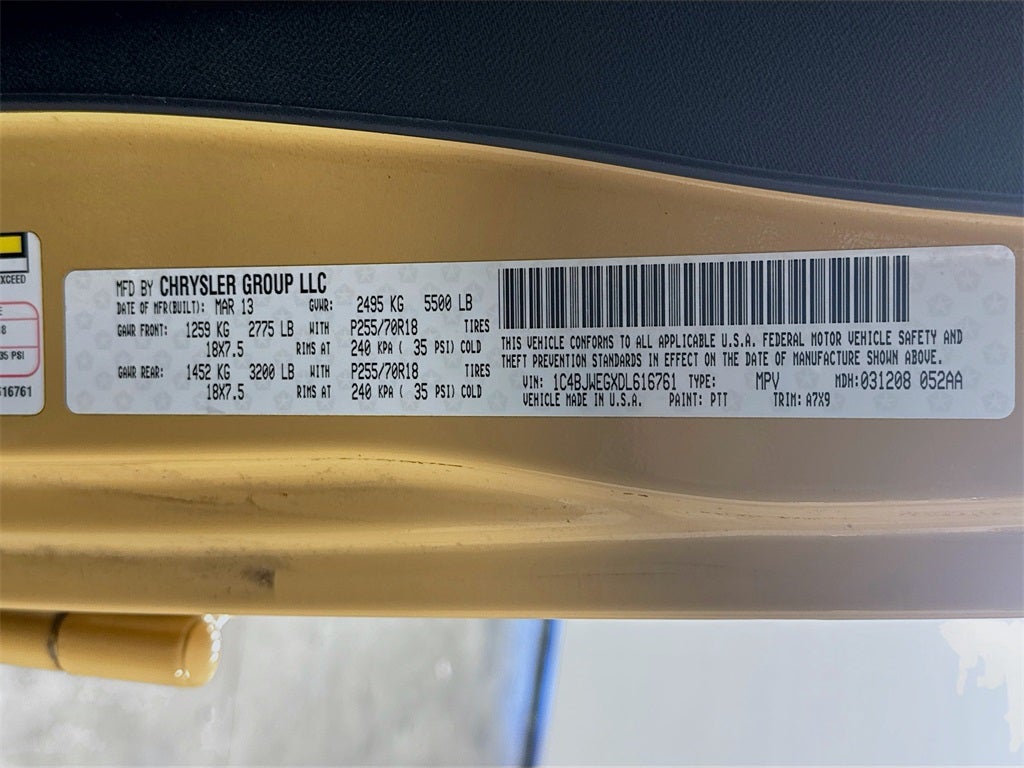 EXCEED
35 PSI
616761
MFD BY CHRYSLER GROUP LLC
DATE OF MFR(BUILT): MAR 13 GVWR: 2495 KG 5500 LB
GAWR FRONT: 1259 KG 2775 LB WITH P255/70R18 TIRES
18X7.5 RIMS AT 240 KPA ( 35 PSI) COLD
GAWR REAR: 1452 KG 3200 LB WITH P255/70R18 TIRES
18X7.5 RIMS AT 240 KPA ( 35 PSI) COLD
THIS VEHICLE CONFORMS TO ALL APPLICABLE U.S.A. FEDERAL MOTOR VEHICLE SAFETY AND
THEFT PREVENTION STANDARDS IN EFFECT ON THE DATE OF MANUFACTURE SHOWN ABOVE.
VIN: 1C4BJWEGXDL616761 TYPE: MPV MDH: 031208 052AA
VEHICLE MADE IN U.S.A. PAINT: PTT TRIM: A7X9